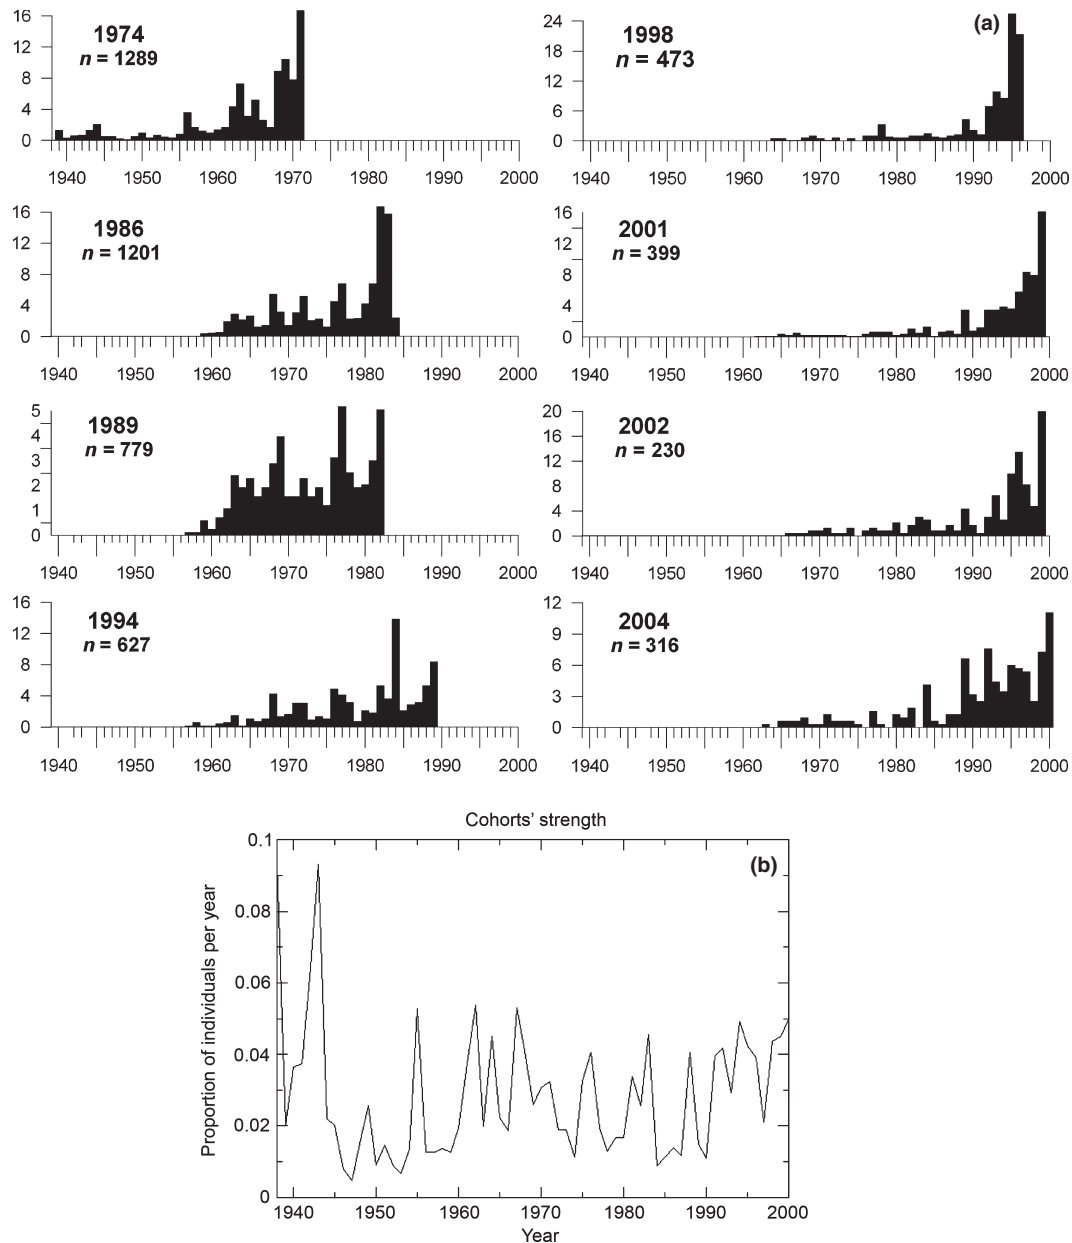 1974
n = 1289
16
12
8
4
0
1940 1950 1960 1970 1980 1990 2000
(a)
1998
n = 473
24
18
12
6
0
1940 1950 1960 1970 1980 1990 2000
1986
n = 1201
16
12
8
4
0
1940 1950 1960 1970 1980 1990 2000
2001
n = 399
16
12
8
4
0
1940 1950 1960 1970 1980 1990 2000
1989
n = 779
5
4
3
2
1
0
1940 1950 1960 1970 1980 1990 2000
2002
n = 230
20
16
12
8
4
0
1940 1950 1960 1970 1980 1990 2000
1994
n = 627
16
12
8
4
0
1940 1950 1960 1970 1980 1990 2000
2004
n = 316
12
9
6
3
0
1940 1950 1960 1970 1980 1990 2000
Cohorts’ strength
(b)
Proportion of individuals per year
0.1
0.08
0.06
0.04
0.02
0
1940 1950 1960 1970 1980 1990 2000
Year